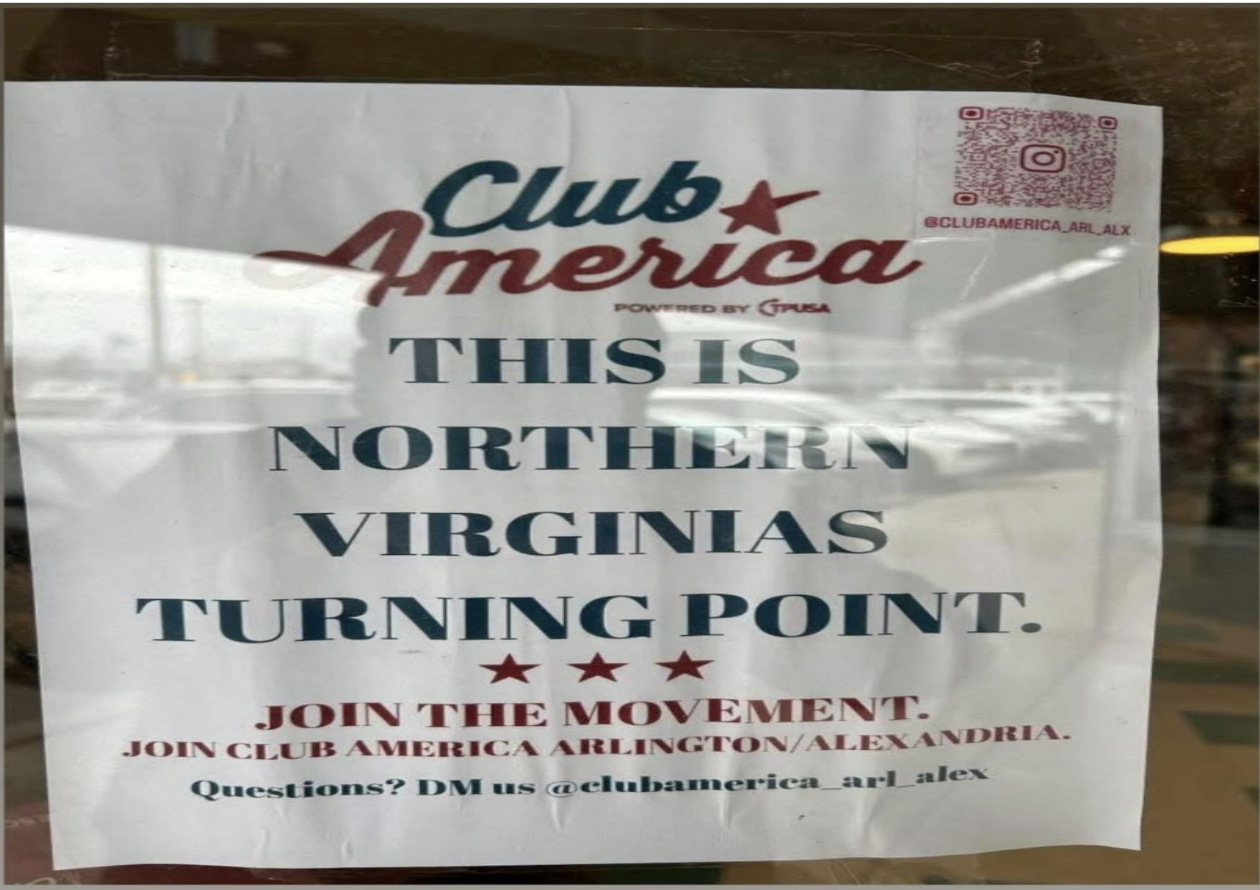 Club
America
POWERED BY TPUSA
@CLUBAMERICA_ARL_ALX
THIS IS
NORTHERN
VIRGINIAS
TURNING POINT.
JOIN THE MOVEMENT.
JOIN CLUB AMERICA ARLINGTON/ALEXANDRIA.
Questions? DM us @clubamerica_arl_alex